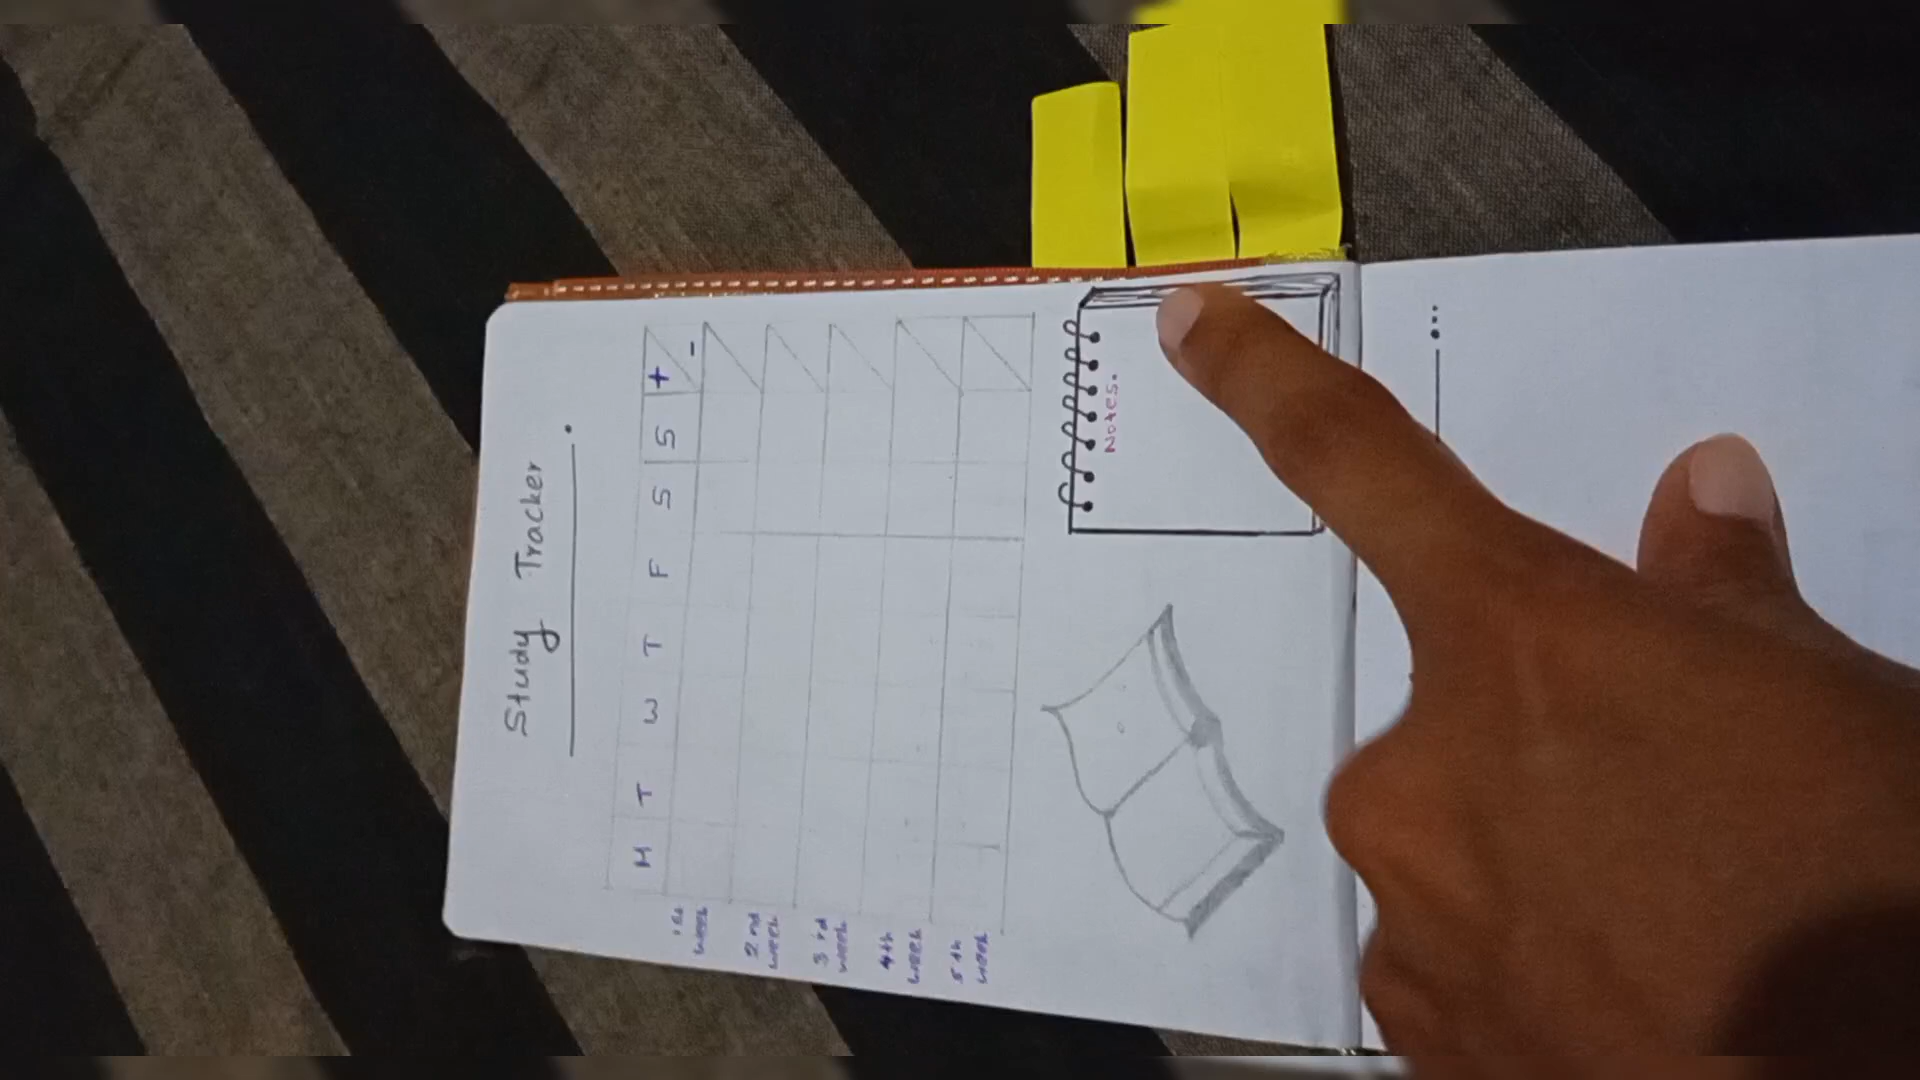 Study Tracker
M T W T F S S + -
1st week
2nd week
3rd week
4th week
5th week
Notes.